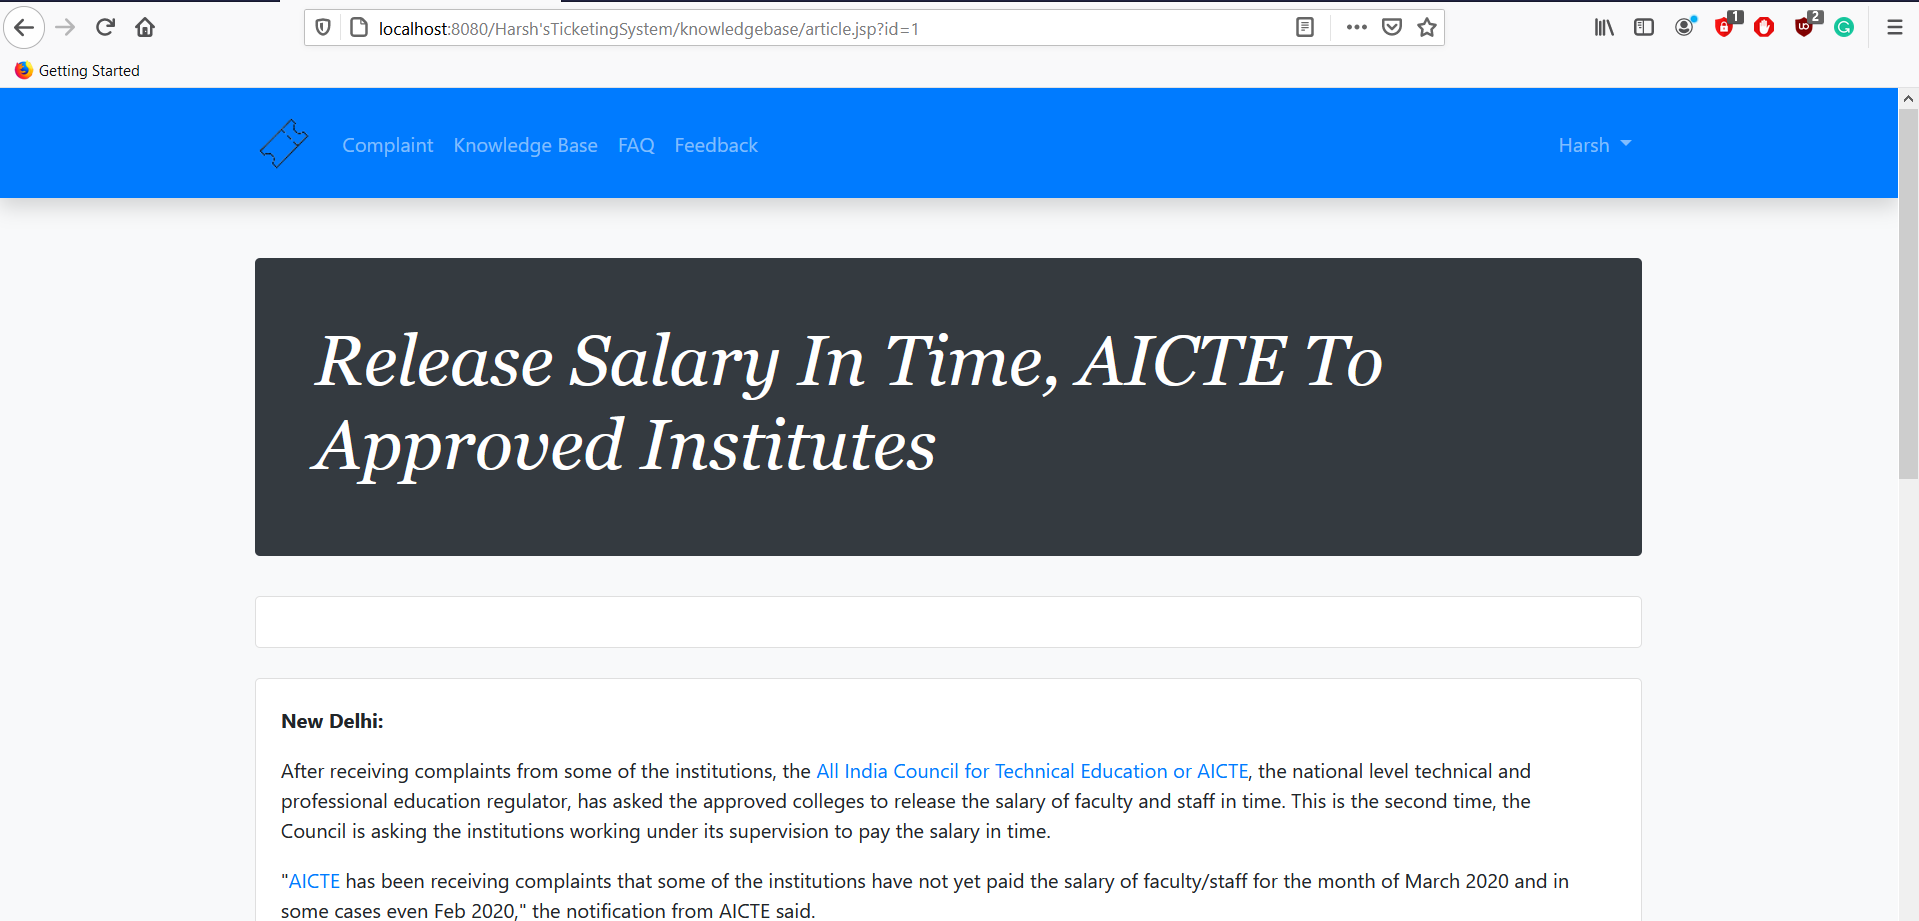 localhost:8080/Harsh'sTicketingSystem/knowledgebase/article.jsp?id=1
1
2
Getting Started
Complaint Knowledge Base FAQ Feedback Harsh
Release Salary In Time, AICTE To
Approved Institutes
New Delhi:
After receiving complaints from some of the institutions, the All India Council for Technical Education or AICTE, the national level technical and
professional education regulator, has asked the approved colleges to release the salary of faculty and staff in time. This is the second time, the
Council is asking the institutions working under its supervision to pay the salary in time.
"AICTE has been receiving complaints that some of the institutions have not yet paid the salary of faculty/staff for the month of March 2020 and in
some cases even Feb 2020," the notification from AICTE said.